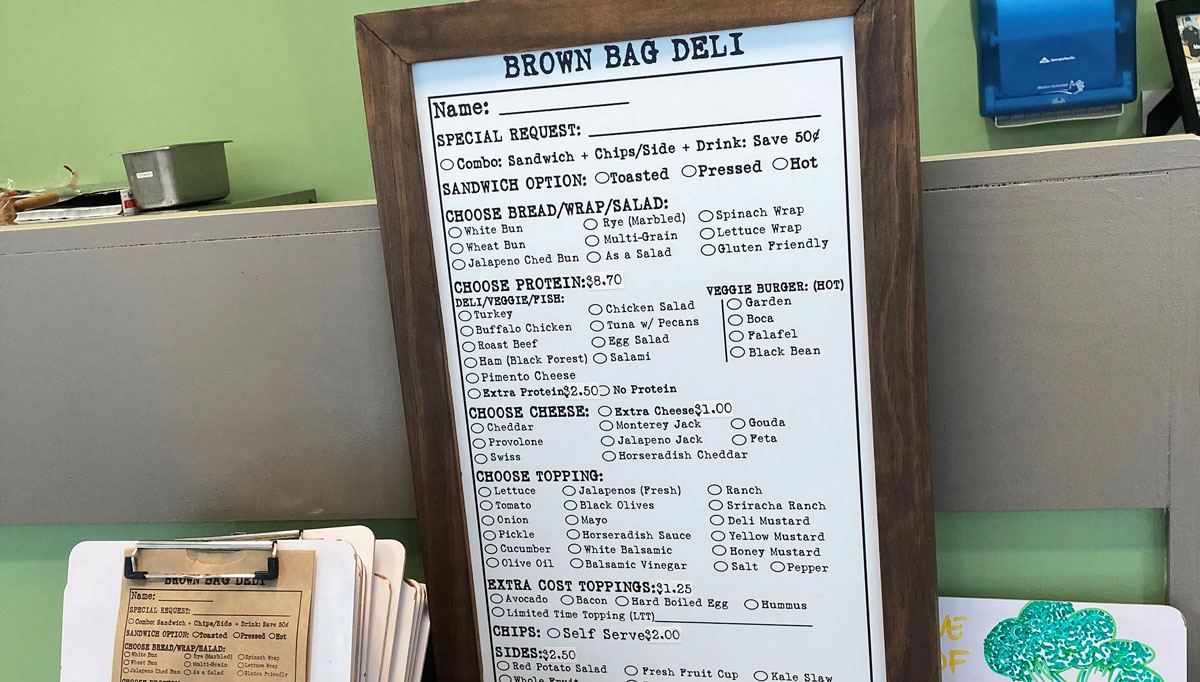 BROWN BAG DELI
Name:
SPECIAL REQUEST:
Combo: Sandwich + Chips/Side + Drink: Save 50¢
SANDWICH OPTION: Toasted Pressed Hot
CHOOSE BREAD/WRAP/SALAD:
White Bun Rye (Marbled) Spinach Wrap
Wheat Bun Multi-Grain Lettuce Wrap
Jalapeno Ched Bun As a Salad Gluten Friendly
CHOOSE PROTEIN:$8.70
DELI/VEGGIE/FISH: VEGGIE BURGER: (HOT)
Turkey Chicken Salad Garden
Buffalo Chicken Tuna w/ Pecans Boca
Roast Beef Egg Salad Falafel
Ham (Black Forest) Salami Black Bean
Pimento Cheese
Extra Protein$2.50 No Protein
CHOOSE CHEESE: Extra Cheese$1.00
Cheddar Monterey Jack Gouda
Provolone Jalapeno Jack Feta
Swiss Horseradish Cheddar
CHOOSE TOPPING:
Lettuce Jalapenos (Fresh) Ranch
Tomato Black Olives Sriracha Ranch
Onion Mayo Deli Mustard
Pickle Horseradish Sauce Yellow Mustard
Cucumber White Balsamic Honey Mustard
Olive Oil Balsamic Vinegar Salt Pepper
EXTRA COST TOPPINGS:$1.25
Avocado Bacon Hard Boiled Egg Hummus
Limited Time Topping (LTT)
CHIPS: Self Serve$2.00
SIDES:$2.50
Red Potato Salad Fresh Fruit Cup Kale Slaw
Whole Fruit
BROWN BAG DELI
Name:
SPECIAL REQUEST:
Combo: Sandwich + Chips/Side + Drink: Save 50¢
SANDWICH OPTION: Toasted Pressed Hot
CHOOSE BREAD/WRAP/SALAD:
White Bun Rye (Marbled) Spinach Wrap
Wheat Bun Multi-Grain Lettuce Wrap
Jalapeno Ched Bun As a Salad Gluten Friendly